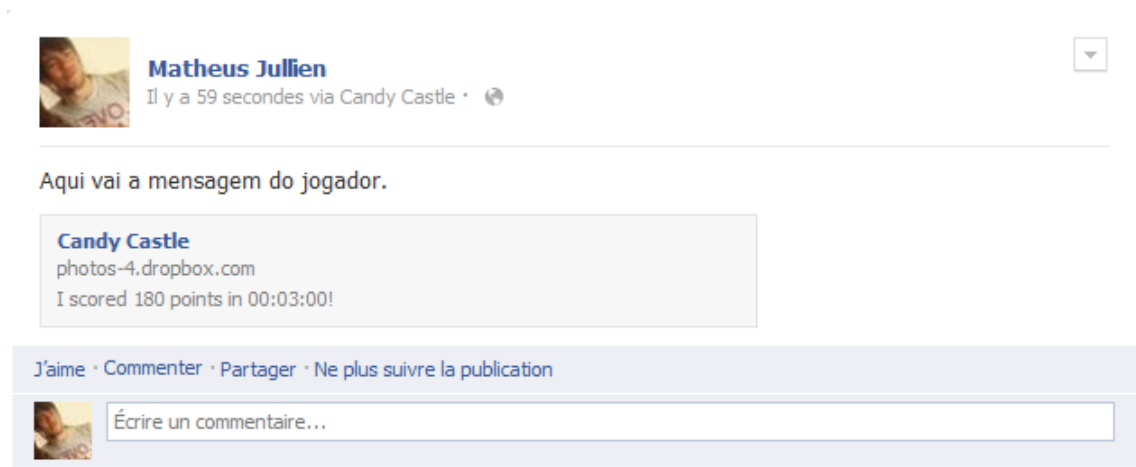 Matheus Jullien
Il y a 59 secondes via Candy Castle ·
Aqui vai a mensagem do jogador.
Candy Castle
photos-4.dropbox.com
I scored 180 points in 00:03:00!
J'aime · Commenter · Partager · Ne plus suivre la publication
Écrire un commentaire...